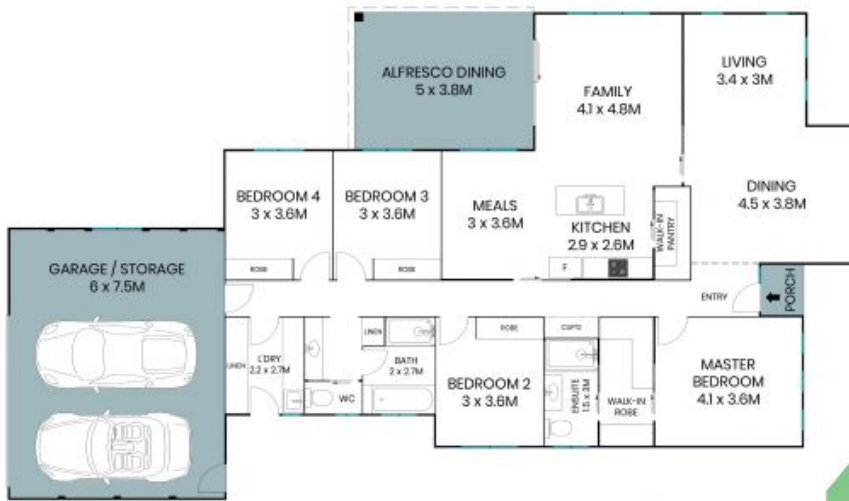 ALFRESCO DINING
5 x 3.8M
FAMILY
4.1 x 4.8M
LIVING
3.4 x 3M
BEDROOM 4
3 x 3.6M
BEDROOM 3
3 x 3.6M
MEALS
3 x 3.6M
KITCHEN
2.9 x 2.6M
WALK-IN
PANTRY
DINING
4.5 x 3.8M
ROBE
ROBE
F
GARAGE / STORAGE
6 x 7.5M
ENTRY
PORCH
LINEN
L'DRY
2.2 x 2.7M
LINEN
BATH
2 x 2.7M
WC
ROBE
BEDROOM 2
3 x 3.6M
CUPTD
ENSUITE
1.5 x 3M
WALK-IN
ROBE
MASTER
BEDROOM
4.1 x 3.6M